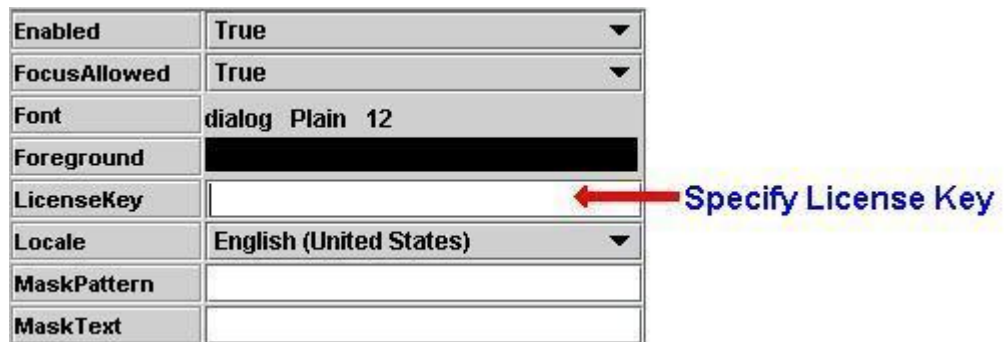 Enabled True
FocusAllowed True
Font dialog Plain 12
Foreground
LicenseKey Specify License Key
Locale English (United States)
MaskPattern
MaskText